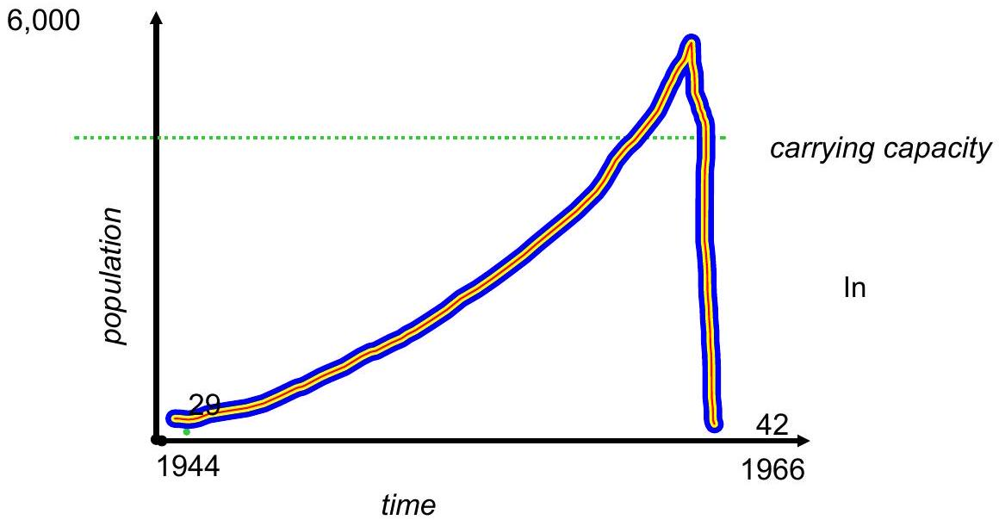 6,000
carrying capacity
population
In
29
42
1944
1966
time